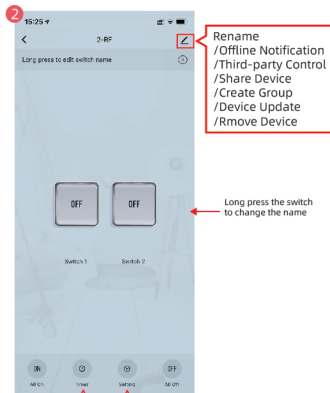 2
15:25
2-RF
Long press to edit switch name
Rename
/Offline Notification
/Third-party Control
/Share Device
/Create Group
/Device Update
/Rmove Device
OFF
OFF
Long press the switch
to change the name
Switch 1
Switch 2
ON
OFF
All On
Timer
Setting
All Off